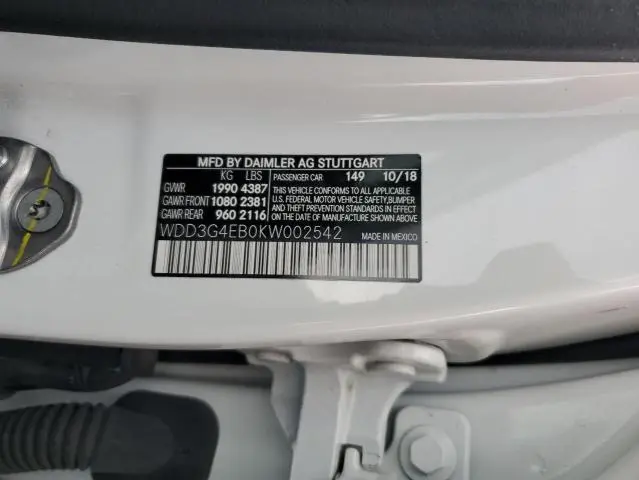 MFD BY DAIMLER AG STUTTGART
KG LBS PASSENGER CAR 149 10/18
GVWR 1990 4387 THIS VEHICLE CONFORMS TO ALL APPLICABLE
GAWR FRONT 1080 2381 U.S. FEDERAL MOTOR VEHICLE SAFETY, BUMPER
GAWR REAR 960 2116 AND THEFT PREVENTION STANDARDS IN EFFECT
ON THE DATE OF MANUFACTURE SHOWN ABOVE.
WDD3G4EB0KW002542 MADE IN MEXICO